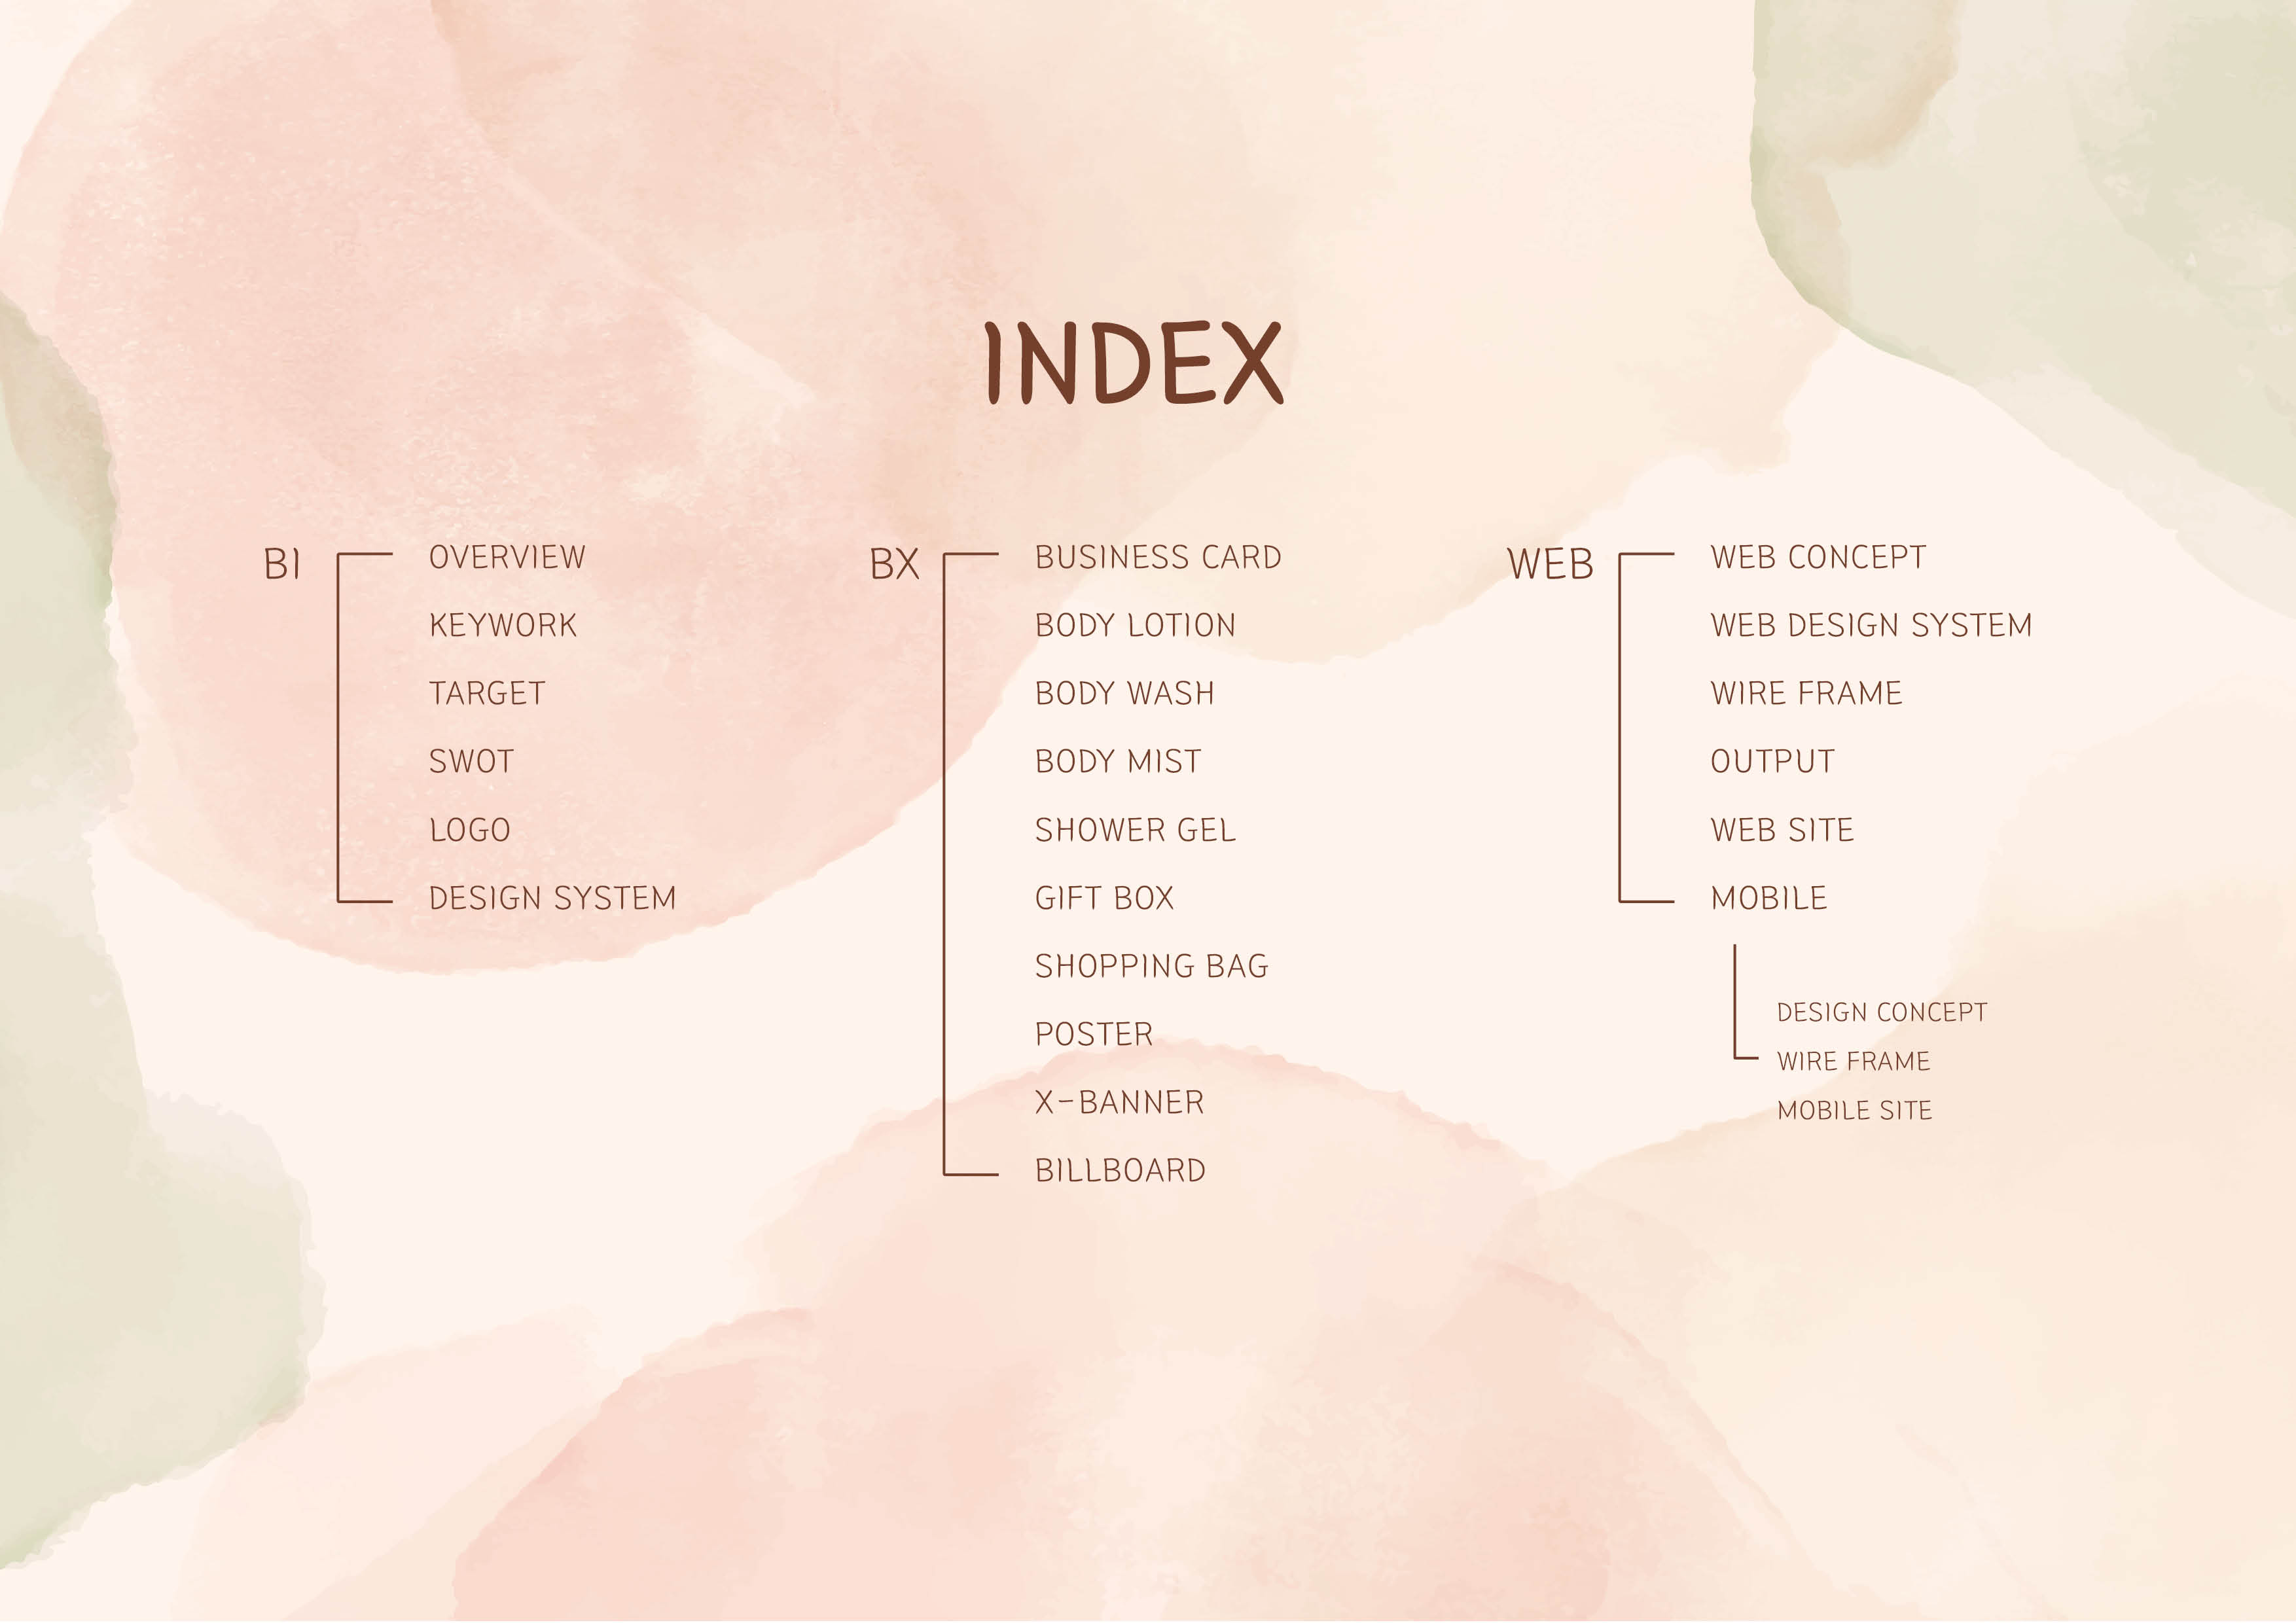 INDEX
BI
OVERVIEW
KEYWORK
TARGET
SWOT
LOGO
DESIGN SYSTEM
BX
BUSINESS CARD
BODY LOTION
BODY WASH
BODY MIST
SHOWER GEL
GIFT BOX
SHOPPING BAG
POSTER
X-BANNER
BILLBOARD
WEB
WEB CONCEPT
WEB DESIGN SYSTEM
WIRE FRAME
OUTPUT
WEB SITE
MOBILE
DESIGN CONCEPT
WIRE FRAME
MOBILE SITE